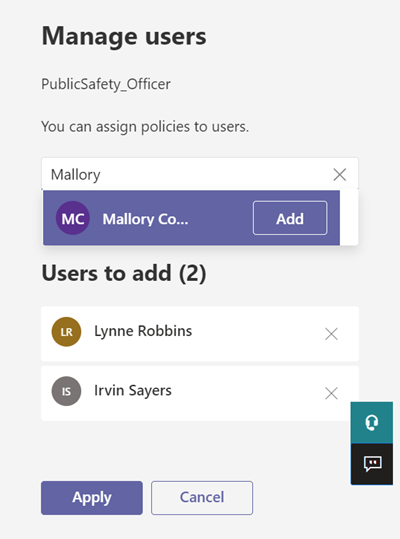 Manage users
PublicSafety_Officer
You can assign policies to users.
Mallory
MC Mallory Co... Add
Users to add (2)
LR Lynne Robbins
IS Irvin Sayers
Apply Cancel